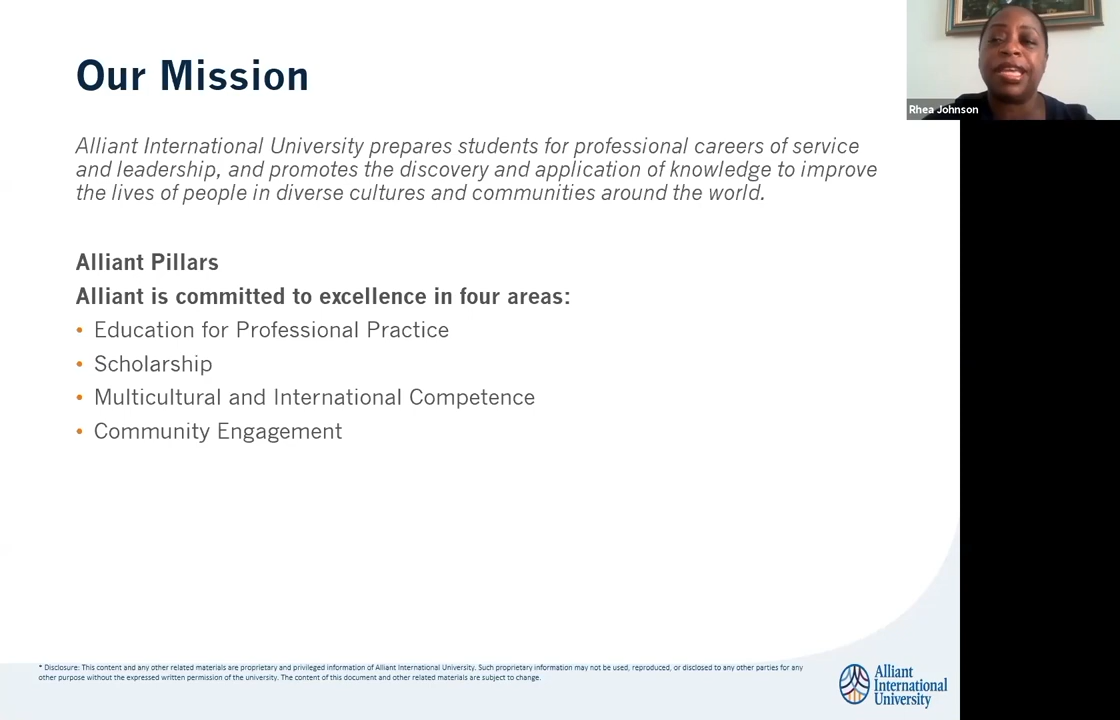 Our Mission
Rhea Johnson
Alliant International University prepares students for professional careers of service
and leadership, and promotes the discovery and application of knowledge to improve
the lives of people in diverse cultures and communities around the world.
Alliant Pillars
Alliant is committed to excellence in four areas:
• Education for Professional Practice
• Scholarship
• Multicultural and International Competence
• Community Engagement
* Disclosure: This content and any other related materials are proprietary and privileged information of Alliant International University. Such proprietary information may not be used, reproduced, or disclosed to any other parties for any
other purpose without the expressed written permission of the university. The content of this document and other related materials are subject to change.
Alliant
International
University